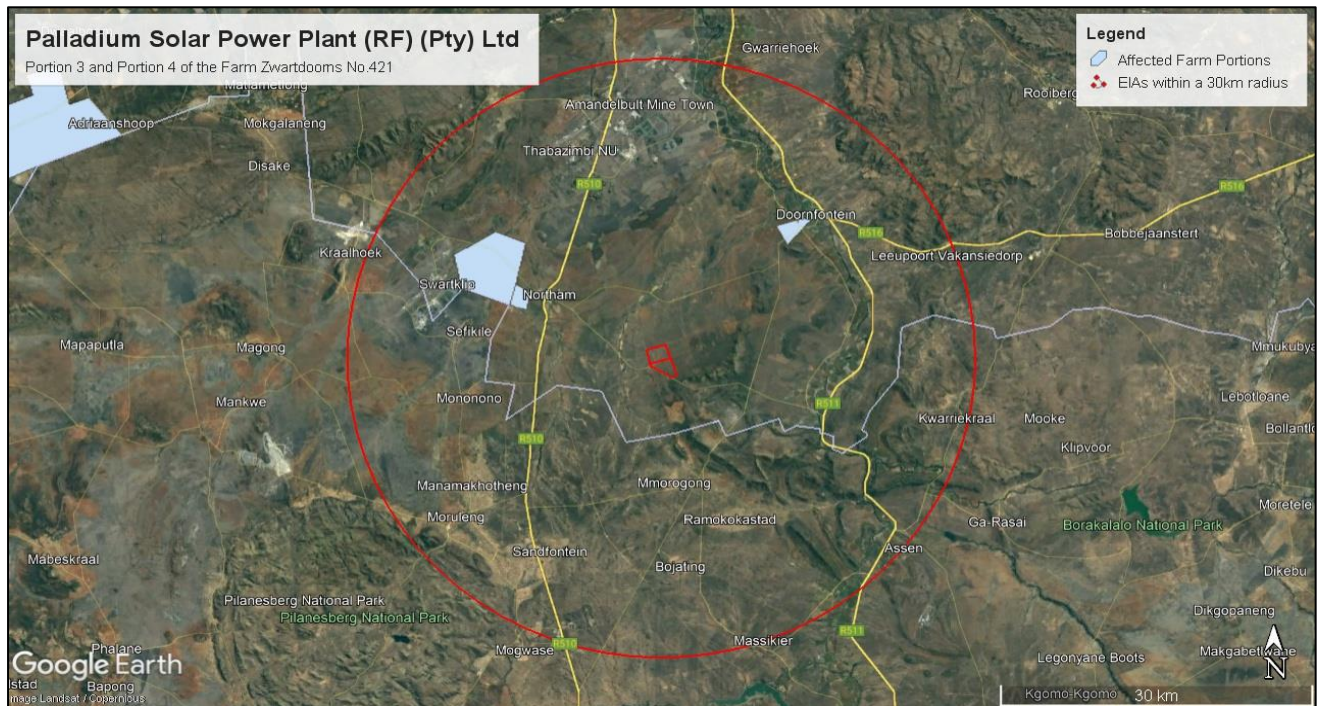 Palladium Solar Power Plant (RF) (Pty) Ltd
Portion 3 and Portion 4 of the Farm Zwartdooms No.421
Legend
Affected Farm Portions
EIAs within a 30km radius
Gwarriehoek
Amandelbult Mine Town
Adriaanshoop
Mokgalaneng
Thabazimbi NU
Disake
R510
R516
Doornfontein
R516
Bobbejaanstert
Kraalhoek
Leeupoort Vakansiedorp
Swartklip
Northam
Sefikile
Mapaputla
Magong
Mononono
Mankwe
R511
Lebotloane
Kwarriekraal
Mooke
R510
Klipvoor
Manamakhotheng
Mmorogong
Moruleng
Ramokokastad
Ga-Rasai
Borakalalo National Park
Moretele
Sandfontein
Assen
Mabeskraal
Bojating
Dikebu
Pilanesberg National Park
Pilanesberg National Park
Dikgopaneng
Phalane
Mogwase
R510
Massikier
R511
Legonyane Boots
Makgabetlwane
N
Google Earth
Bapong
Image Landsat / Copernicus
Kgomo-Kgomo
30 km